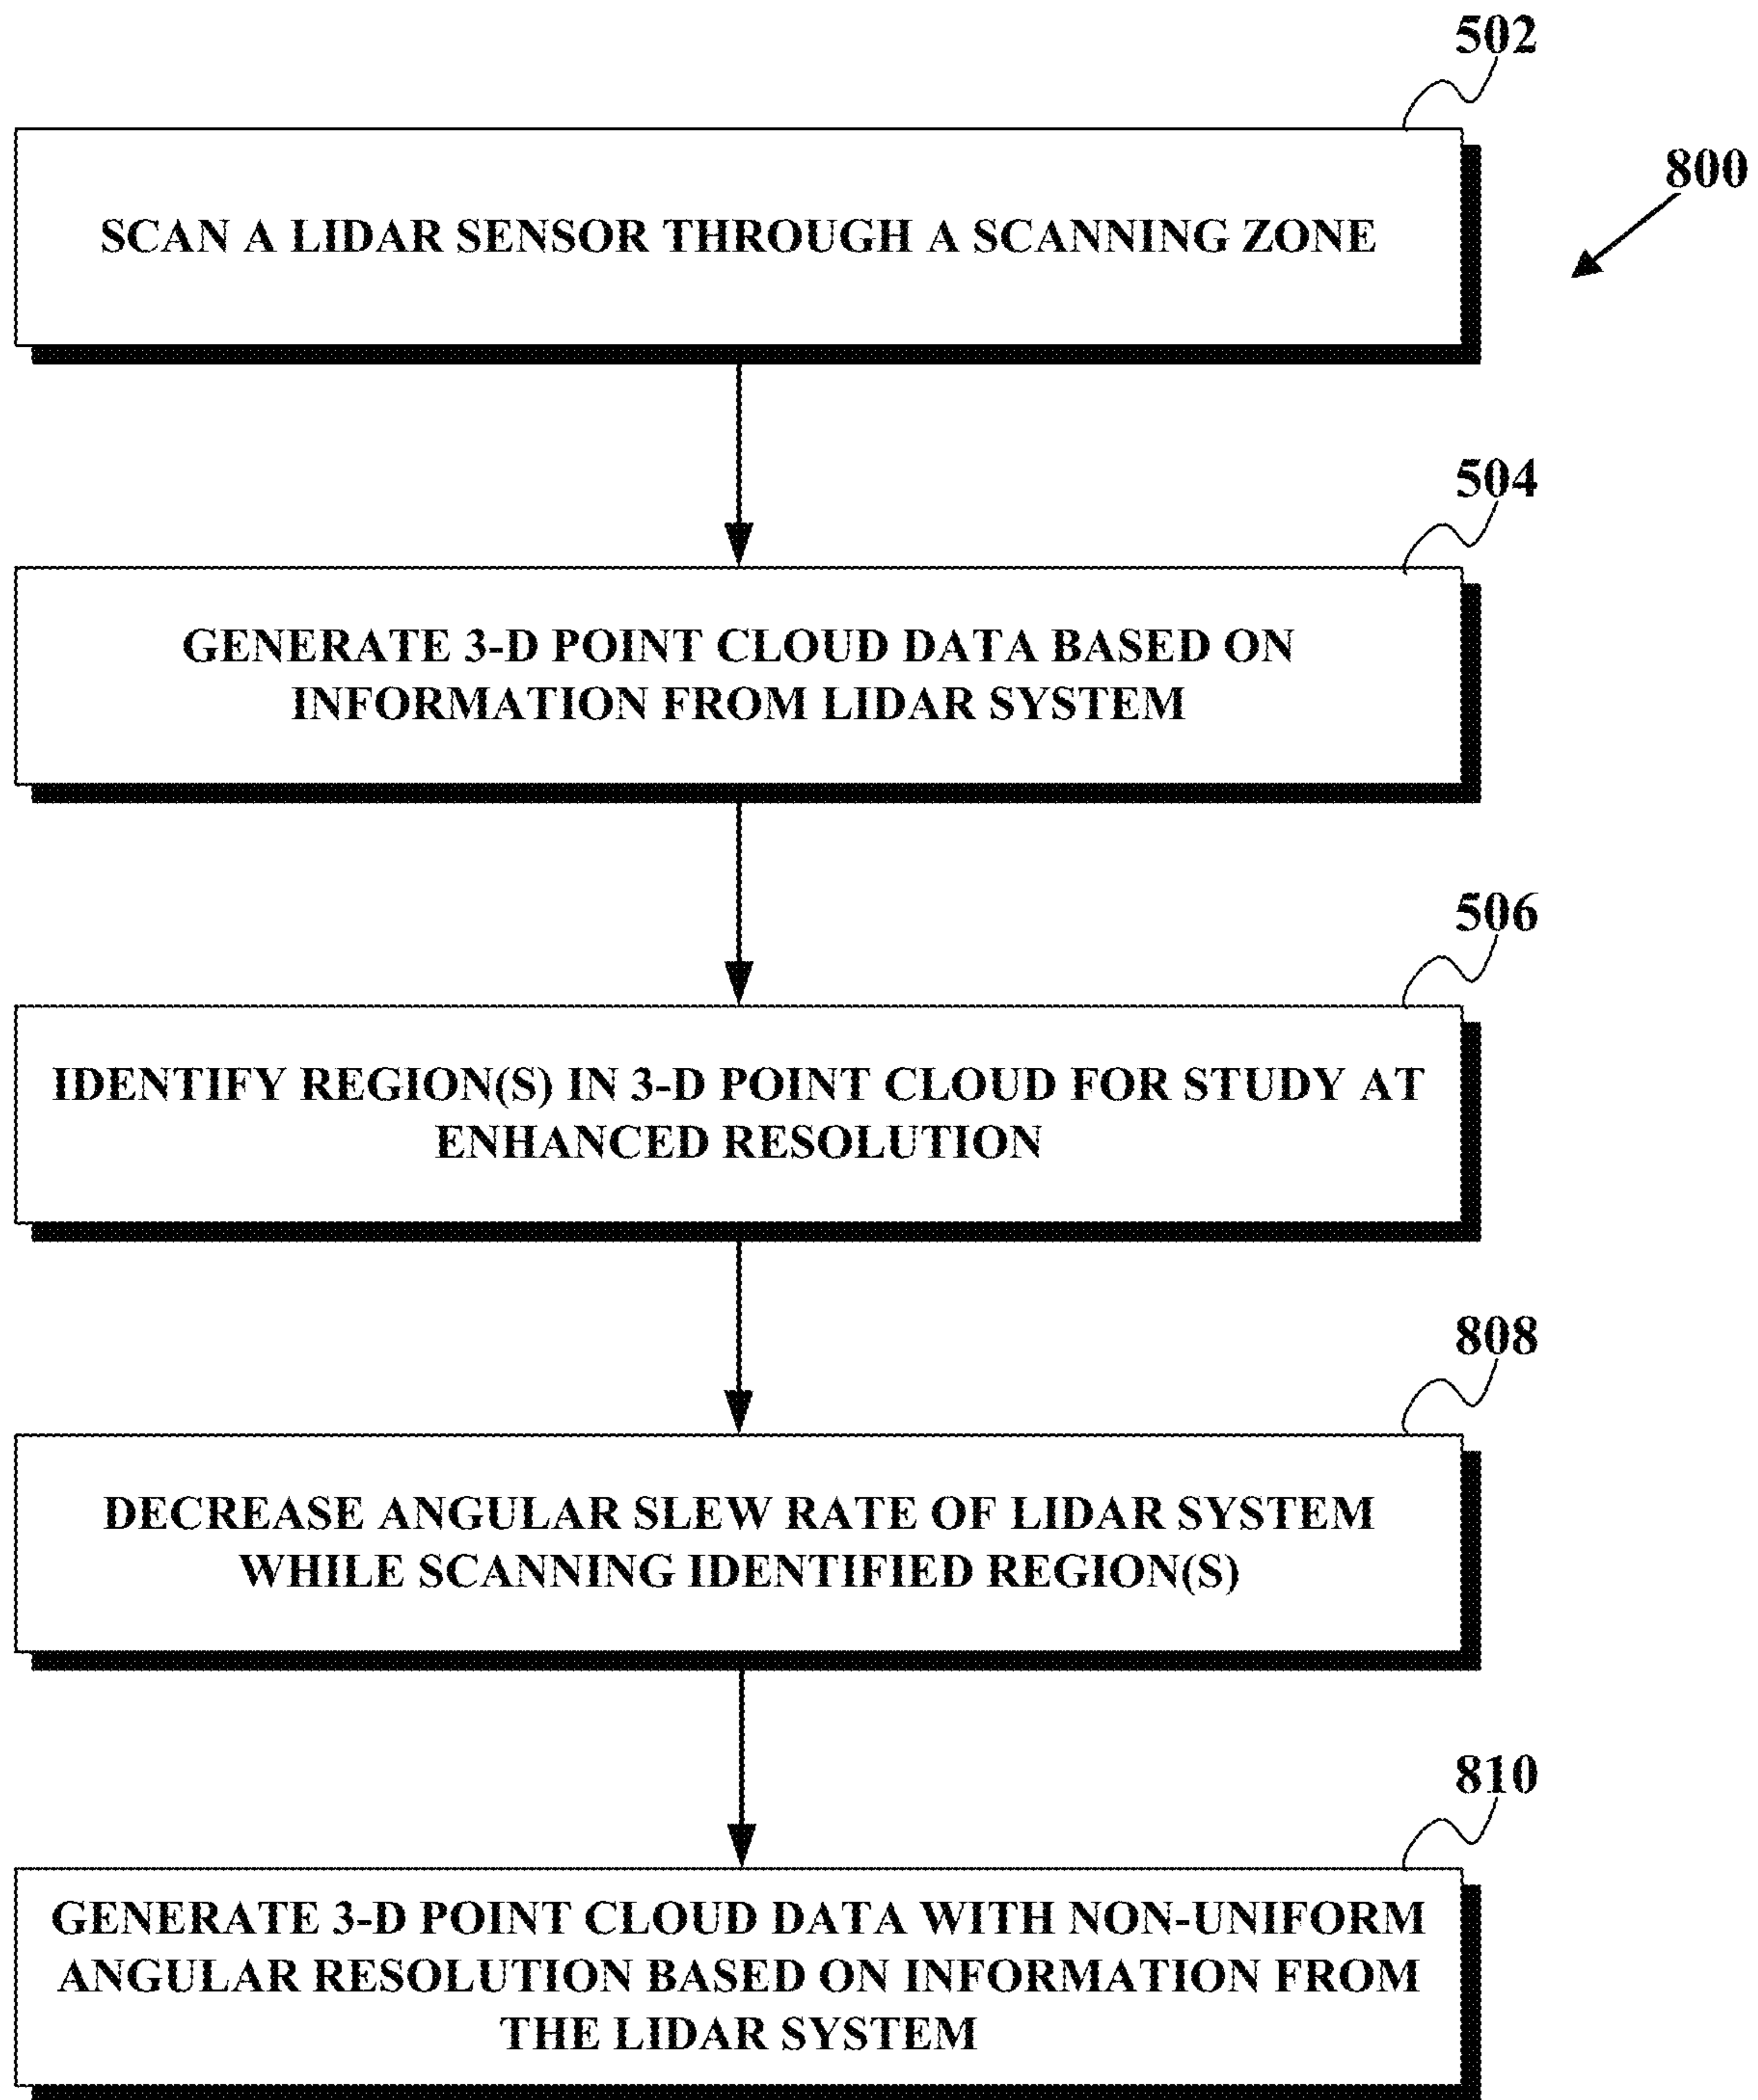 502
800
SCAN A LIDAR SENSOR THROUGH A SCANNING ZONE
504
GENERATE 3-D POINT CLOUD DATA BASED ON
INFORMATION FROM LIDAR SYSTEM
506
IDENTIFY REGION(S) IN 3-D POINT CLOUD FOR STUDY AT
ENHANCED RESOLUTION
808
DECREASE ANGULAR SLEW RATE OF LIDAR SYSTEM
WHILE SCANNING IDENTIFIED REGION(S)
810
GENERATE 3-D POINT CLOUD DATA WITH NON-UNIFORM
ANGULAR RESOLUTION BASED ON INFORMATION FROM
THE LIDAR SYSTEM